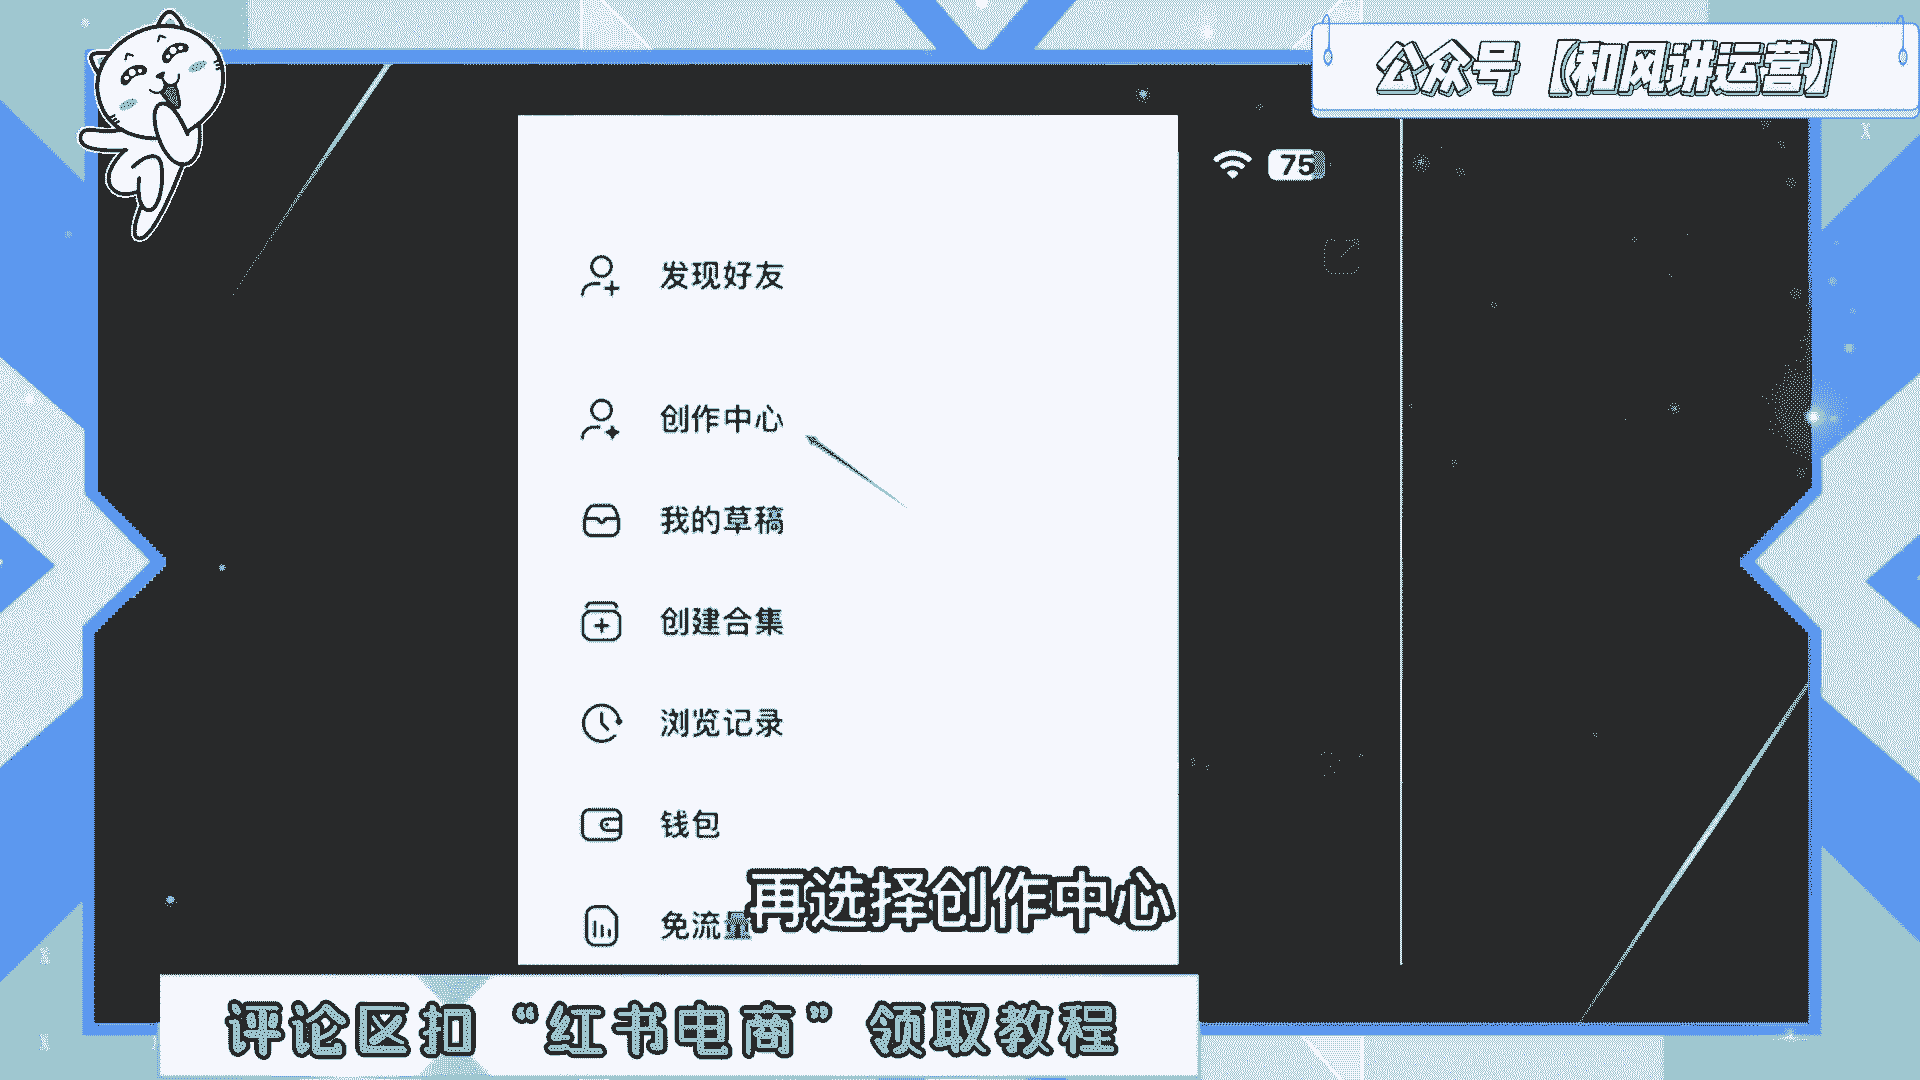 公众号【和风讲运营】
75
发现好友
创作中心
我的草稿
创建合集
浏览记录
钱包
免流量
再选择创作中心
评论区扣“红书电商”领取教程